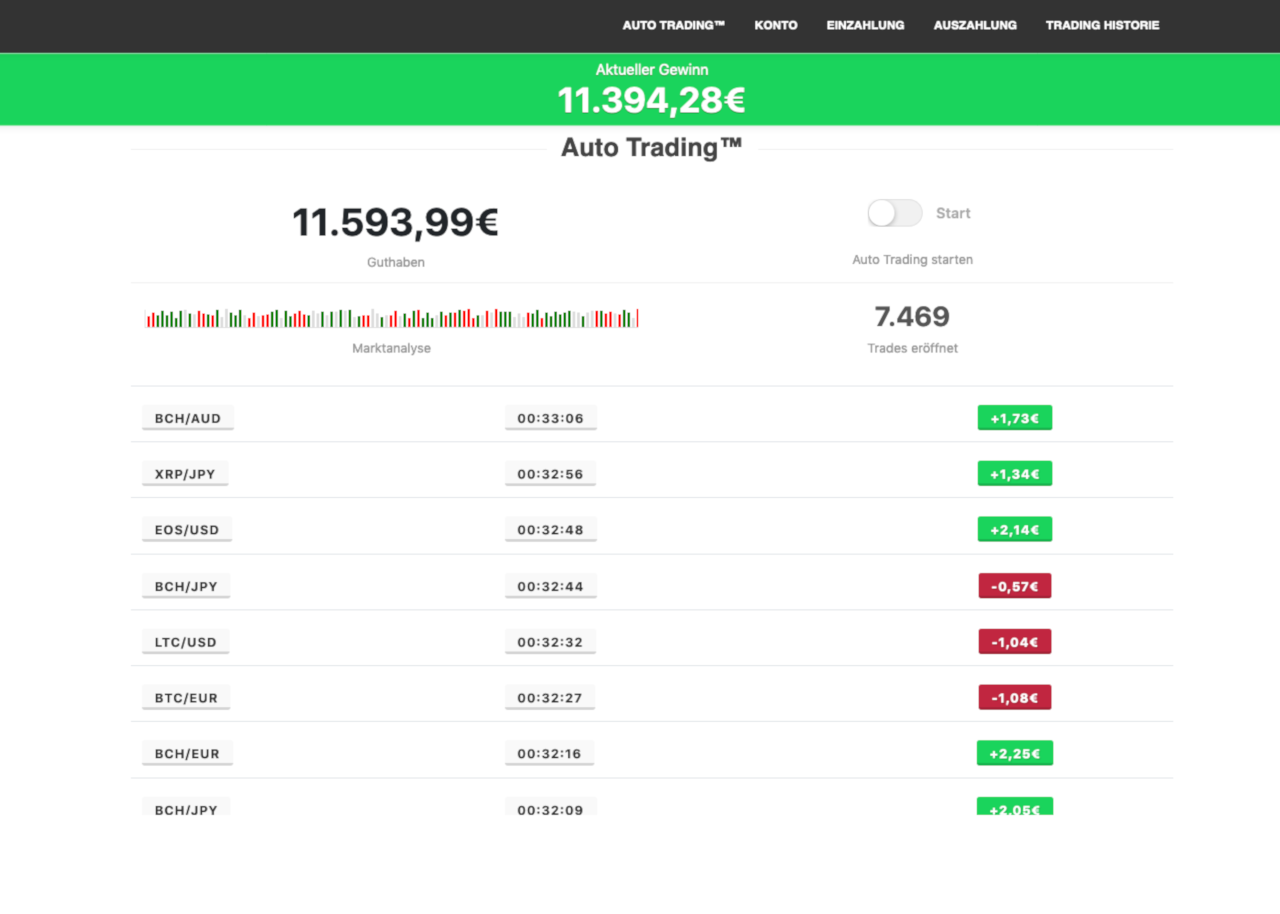 AUTO TRADING™ KONTO EINZAHLUNG AUSZAHLUNG TRADING HISTORIE
Aktueller Gewinn
11.394,28€
Auto Trading™
11.593,99€
Guthaben
Start
Auto Trading starten
Marktanalyse
7.469
Trades eröffnet
BCH/AUD 00:33:06 +1,73€
XRP/JPY 00:32:56 +1,34€
EOS/USD 00:32:48 +2,14€
BCH/JPY 00:32:44 -0,57€
LTC/USD 00:32:32 -1,04€
BTC/EUR 00:32:27 -1,08€
BCH/EUR 00:32:16 +2,25€
BCH/JPY 00:32:09 +2,05€